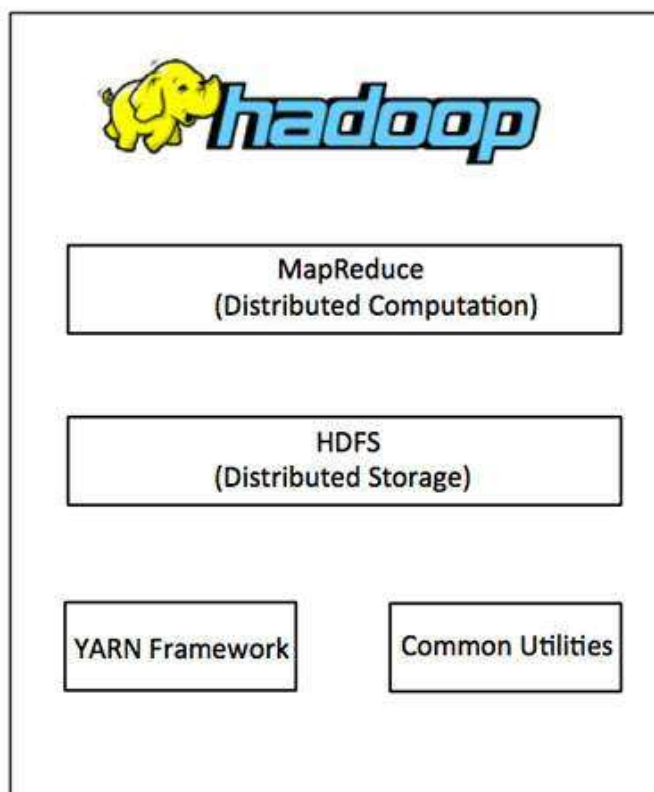 hadoop
MapReduce
(Distributed Computation)
HDFS
(Distributed Storage)
YARN Framework
Common Utilities